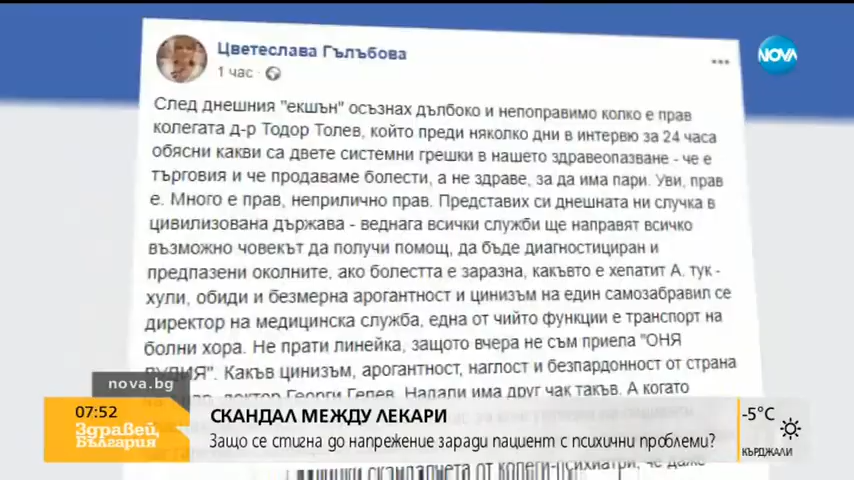 Цветеслава Гълъбова
1 час
NOVA
След днешния "екшън" осъзнах дълбоко и непоправимо колко е прав
колегата д-р Тодор Толев, който преди няколко дни в интервю за 24 часа
обясни какви са двете системни грешки в нашето здравеопазване - че е
търговия и че продаваме болести, а не здраве, за да има пари. Уви, прав
е. Много е прав, неприлично прав. Представих си днешната ни случка в
цивилизована държава - веднага всички служби ще направят всичко
възможно човекът да получи помощ, да бъде диагностициран и
предпазени околните, ако болестта е заразна, какъвто е хепатит А. тук -
хули, обиди и безмерна арогантност и цинизъм на един самозабравил се
директор на медицинска служба, една от чийто функции е транспорт на
болни хора. Не прати линейка, защото вчера не съм приела "ОНЯ
ЛУДИЯ". Какъв цинизъм, арогантност, наглост и безпардонност от страна
доктор Георги Гелев. Надали има друг чак такъв. А когато
nova.bg
07:52
Здравей,
България
СКАНДАЛ МЕЖДУ ЛЕКАРИ
Защо се стигна до напрежение заради пациент с психични проблеми?
-5°C
КЪРДЖАЛИ
от колеги-психиатри, че даже